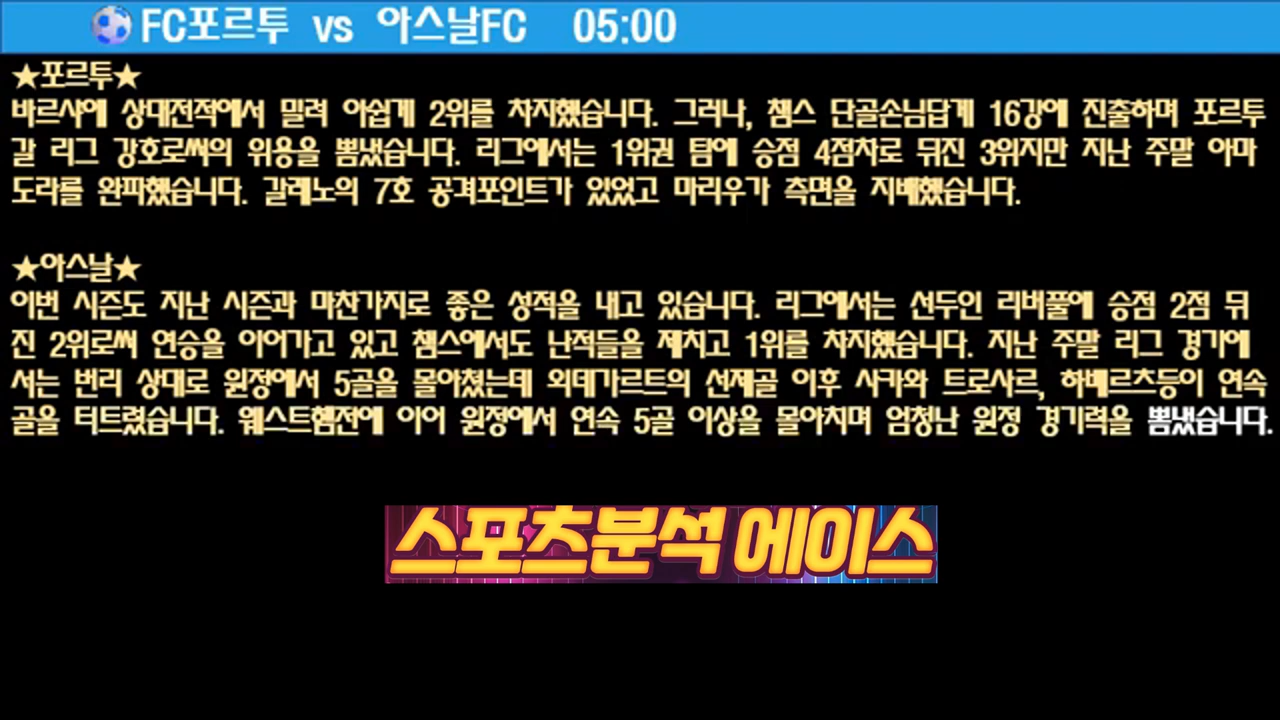 FC포르투 vs 아스날FC 05:00
★포르투★
바르샤에 상대전적에서 밀려 아쉽게 2위를 차지했습니다. 그러나, 챔스 단골손님답게 16강에 진출하며 포르투
갈 리그 강호로써의 위용을 뽐냈습니다. 리그에서는 1위권 팀에 승점 4점차로 뒤진 3위지만 지난 주말 아마
도라를 완파했습니다. 갈레노의 7호 공격포인트가 있었고 마리우가 측면을 지배했습니다.
★아스날★
이번 시즌도 지난 시즌과 마찬가지로 좋은 성적을 내고 있습니다. 리그에서는 선두인 리버풀에 승점 2점 뒤
진 2위로써 연승을 이어가고 있고 챔스에서도 난적들을 제치고 1위를 차지했습니다. 지난 주말 리그 경기에
서는 번리 상대로 원정에서 5골을 몰아쳤는데 외데가르트의 선제골 이후 사카와 트로사르, 하베르츠등이 연속
골을 터트렸습니다. 웨스트햄전에 이어 원정에서 연속 5골 이상을 몰아치며 엄청난 원정 경기력을 뽐냈습니다.
스포츠분석 에이스